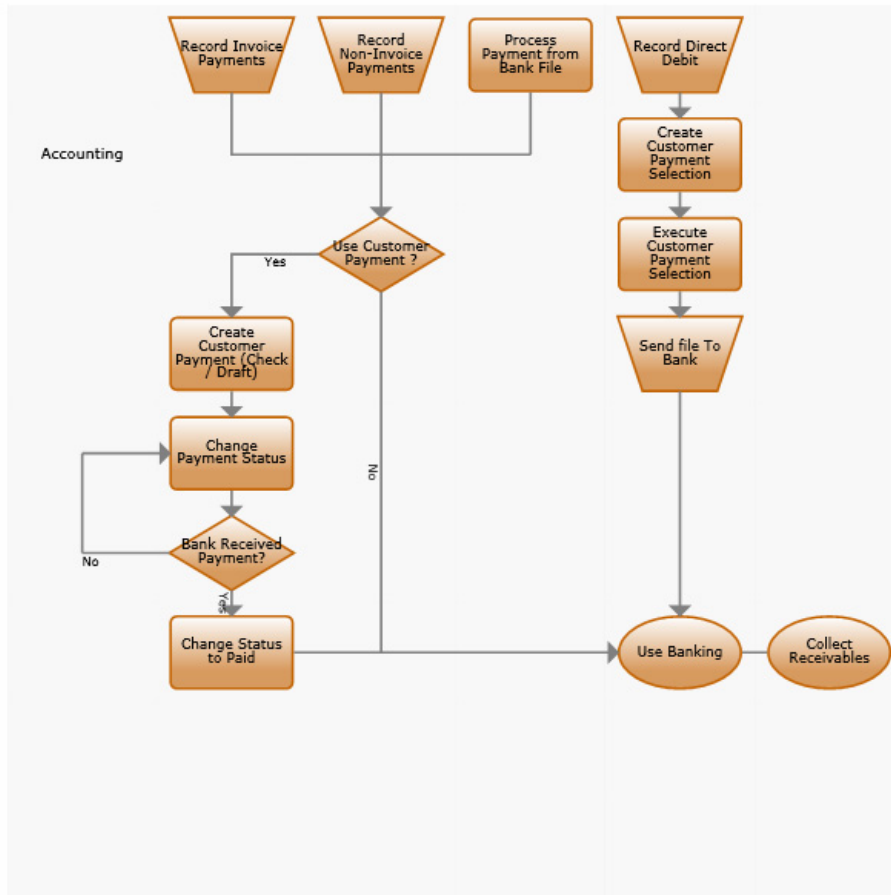 Record Invoice
Payments
Record
Non-Invoice
Payments
Process
Payment from
Bank File
Record Direct
Debit
Accounting
Create
Customer
Payment
Selection
Execute
Customer
Payment
Selection
Use Customer
Payment ?
Yes
Create
Customer
Payment (Check
/ Draft)
Send file To
Bank
Change
Payment Status
No
Bank Received
Payment?
No
Yes
Change Status
to Paid
Use Banking
Collect
Receivables